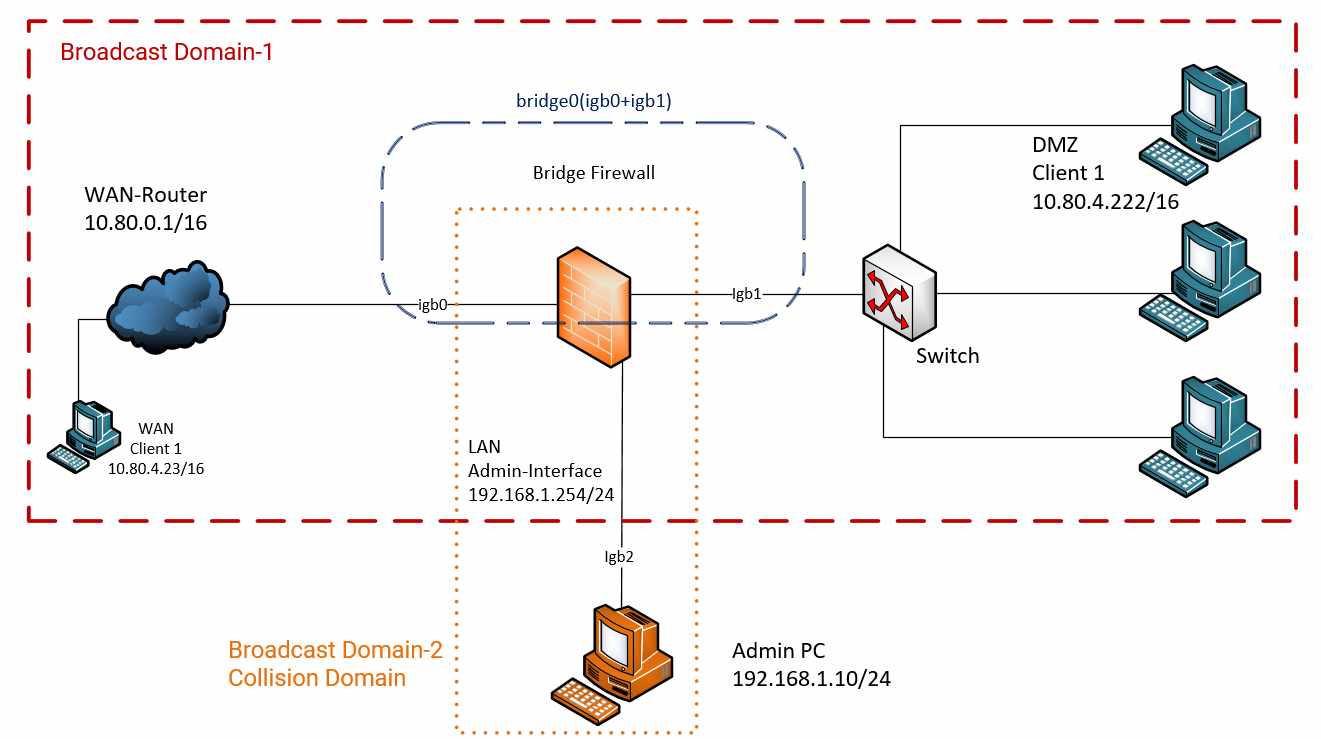 Broadcast Domain-1
bridge0(igb0+igb1)
Bridge Firewall
WAN-Router
10.80.0.1/16
DMZ
Client 1
10.80.4.222/16
igb0
Igb1
Switch
WAN
Client 1
10.80.4.23/16
LAN
Admin-Interface
192.168.1.254/24
Igb2
Broadcast Domain-2
Collision Domain
Admin PC
192.168.1.10/24